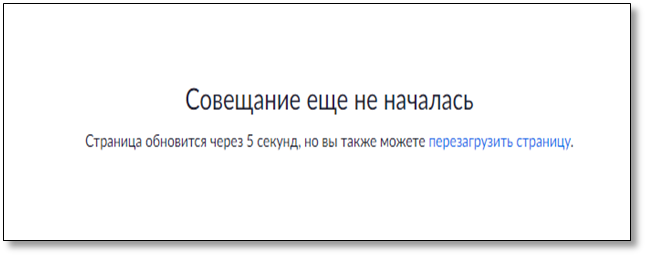 Совещание еще не началась
Страница обновится через 5 секунд, но вы также можете перезагрузить страницу.